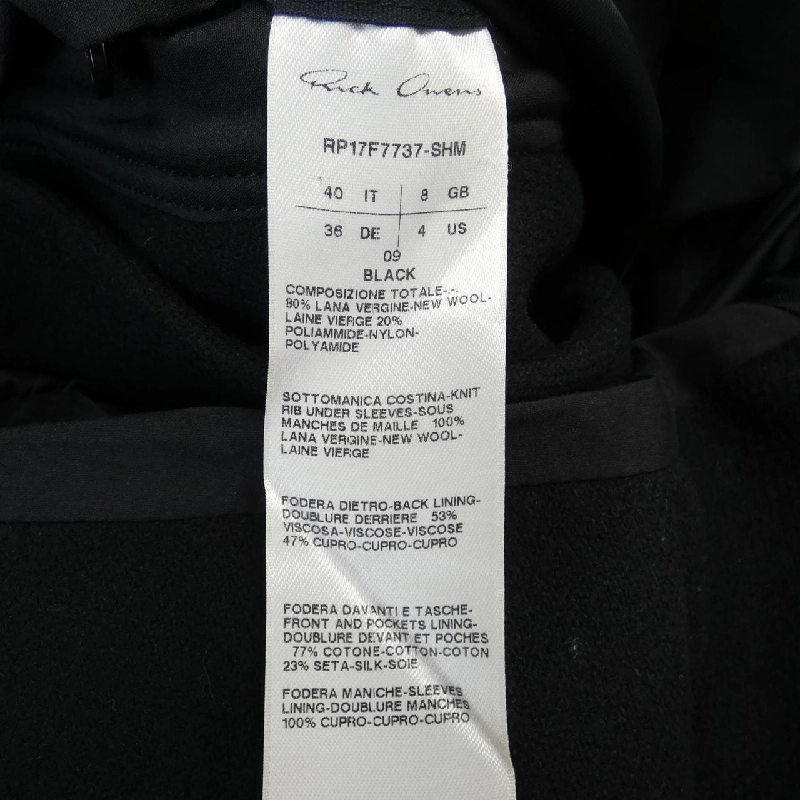 Rick Owens
RP17F7737-SHM
40 IT 8 GB
36 DE 4 US
09
BLACK
COMPOSIZIONE TOTALE-:-
80% LANA VERGINE-NEW WOOL-
LAINE VIERGE 20%
POLIAMMIDE-NYLON-
POLYAMIDE
SOTTOMANICA COSTINA-KNIT
RIB UNDER SLEEVES-SOUS
MANCHES DE MAILLE 100%
LANA VERGINE-NEW WOOL-
LAINE VIERGE
FODERA DIETRO-BACK LINING-
DOUBLURE DERRIERE 53%
VISCOSA-VISCOSE-VISCOSE
47% CUPRO-CUPRO-CUPRO
FODERA DAVANTI E TASCHE-
FRONT AND POCKETS LINING-
DOUBLURE DEVANT ET POCHES
77% COTONE-COTTON-COTON
23% SETA-SILK-SOIE
FODERA MANICHE-SLEEVES
LINING-DOUBLURE MANCHES
100% CUPRO-CUPRO-CUPRO